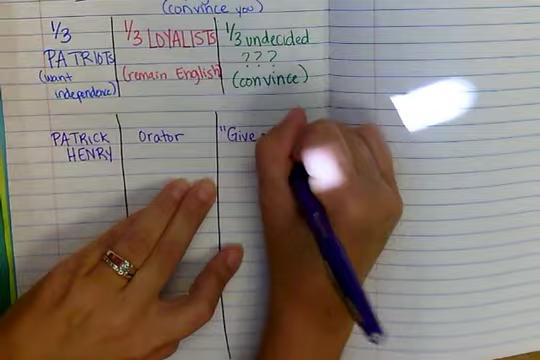 (convince you)
1/3 1/3 LOYALISTS 1/3 undecided
PATRIOTS ???
(want (remain English) (convince)
independence)
PATRICK Orator "Give
HENRY